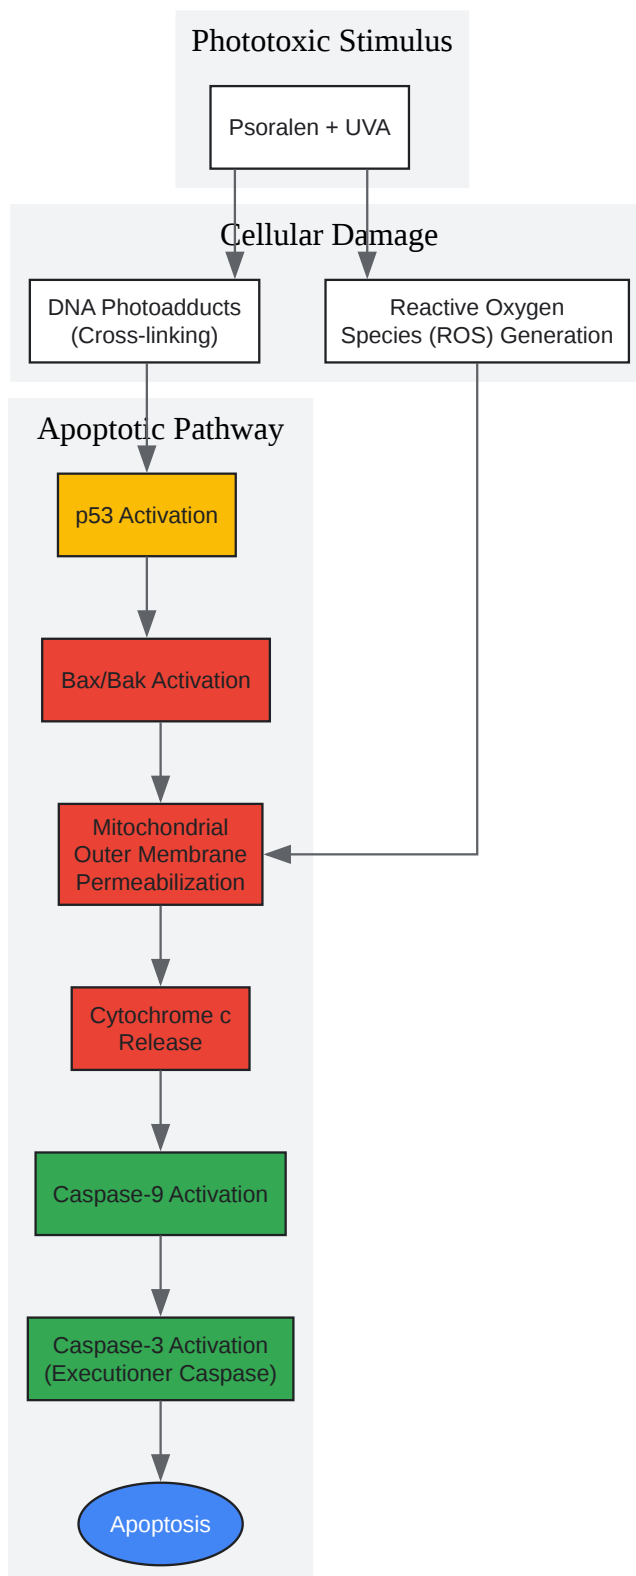 Phototoxic Stimulus
Psoralen + UVA
Cellular Damage
DNA Photoadducts
(Cross-linking)
Reactive Oxygen
Species (ROS) Generation
Apoptotic Pathway
p53 Activation
Bax/Bak Activation
Mitochondrial
Outer Membrane
Permeabilization
Cytochrome c
Release
Caspase-9 Activation
Caspase-3 Activation
(Executioner Caspase)
Apoptosis